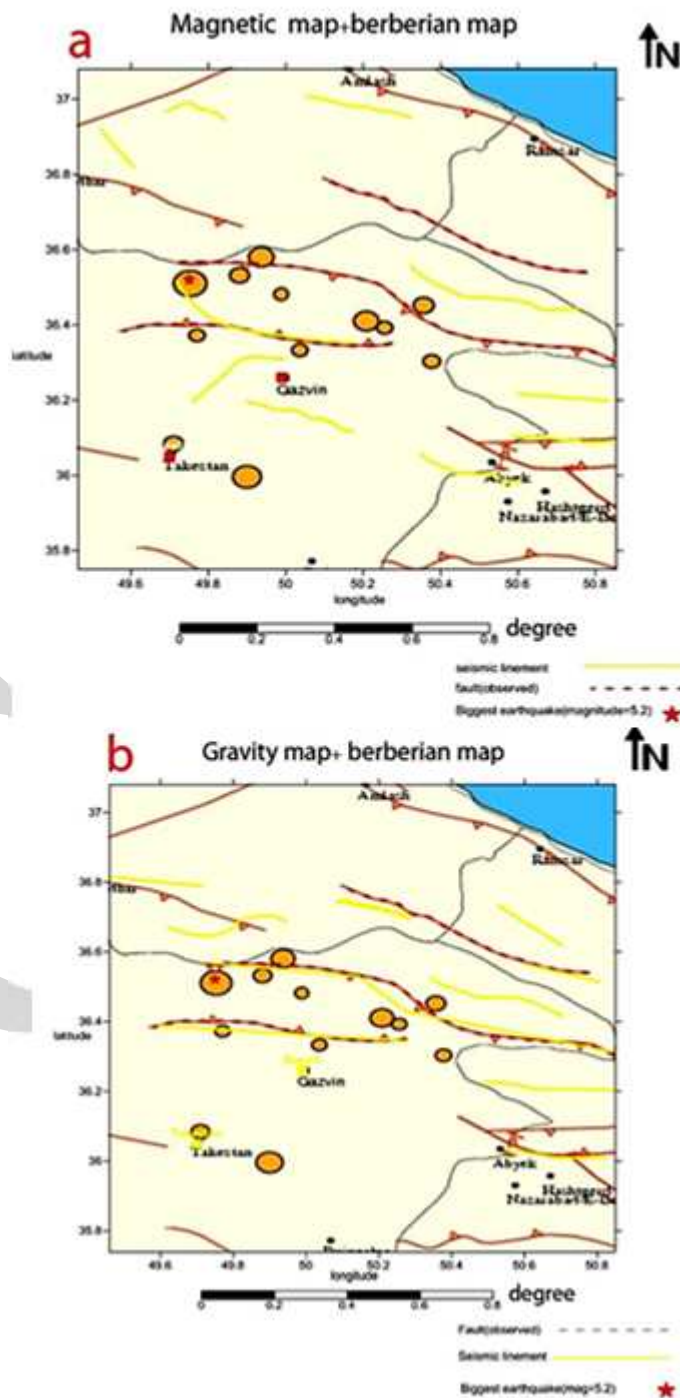 a
Magnetic map+berberian map
N
37
36.8
36.6
36.4
latitude
36.2
36
35.8
Ramsar
Gazvin
Takestan
Abyek
49.6 49.8 50 50.2 50.4 50.6 50.8
longitude
0 0.2 0.4 0.6 0.8 degree
seismic linement
fault(observed)
Biggest earthquake(magnitude=5.2)
b
Gravity map+ berberian map
N
37
36.8
36.6
36.4
latitude
36.2
36
35.8
Ramsar
Gazvin
Takestan
Abyek
49.6 49.8 50 50.2 50.4 50.6 50.8
longitude
0 0.2 0.4 0.6 0.8 degree
Fault(observed)
Seismic linement
Biggest earthquake(mag=5.2)